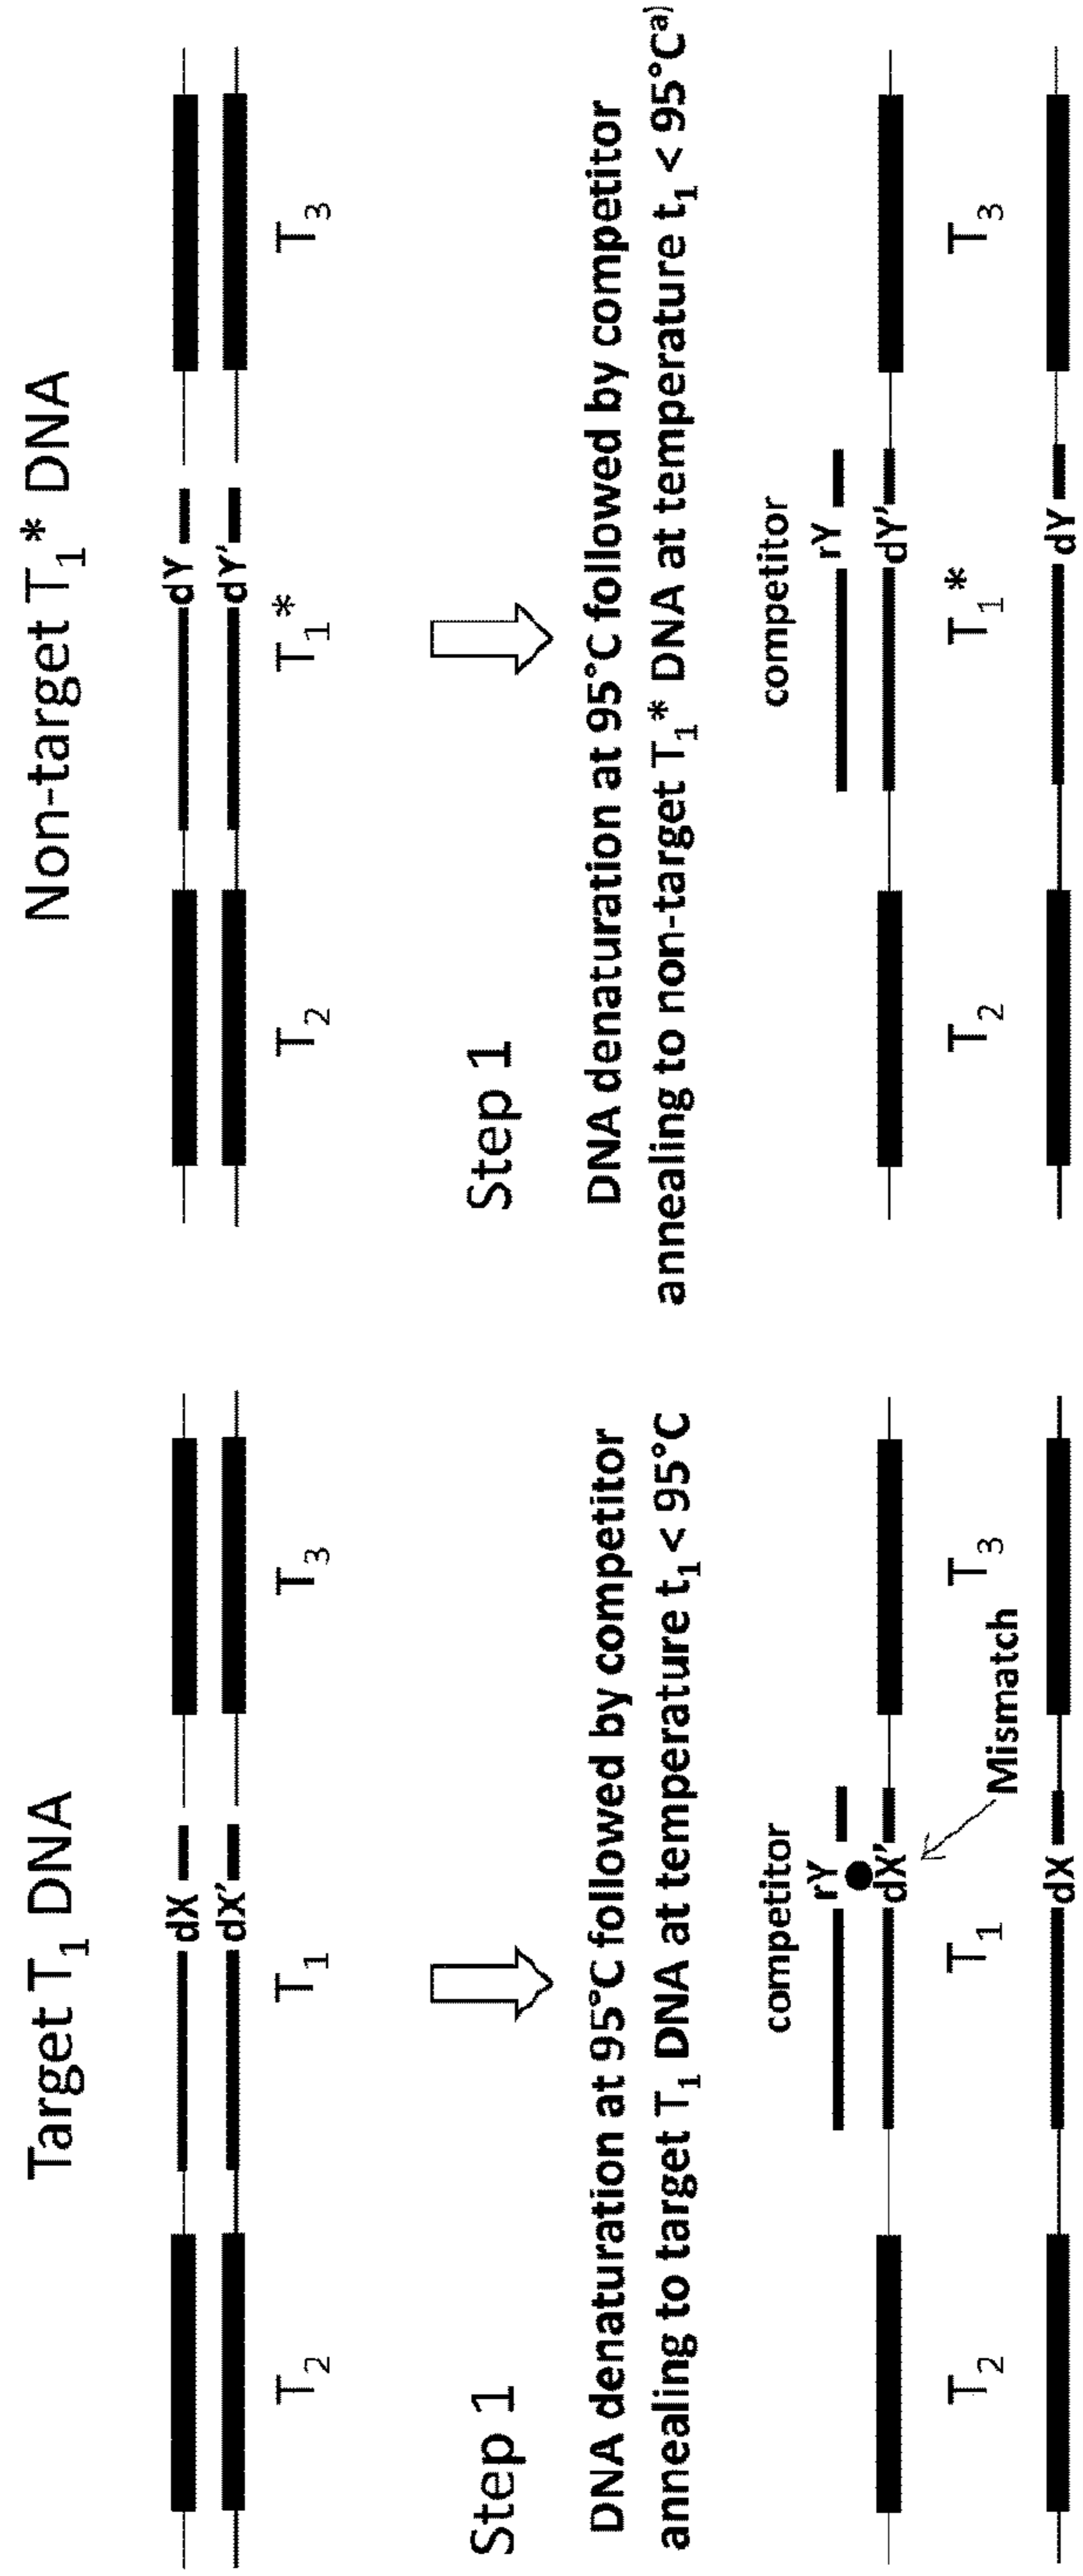 Target T₁ DNA
dX
dX'
T₂ T₁ T₃
Step 1
DNA denaturation at 95°C followed by competitor
annealing to target T₁ DNA at temperature t₁ < 95°C
competitor
rY
dX'
T₂ T₁ T₃
Mismatch
dX
Non-target T₁* DNA
dY
dY'
T₂ T₁* T₃
Step 1
DNA denaturation at 95°C followed by competitor
annealing to non-target T₁* DNA at temperature t₁ < 95°Cᵃ⁾
competitor
rY
dY'
T₂ T₁* T₃
dY